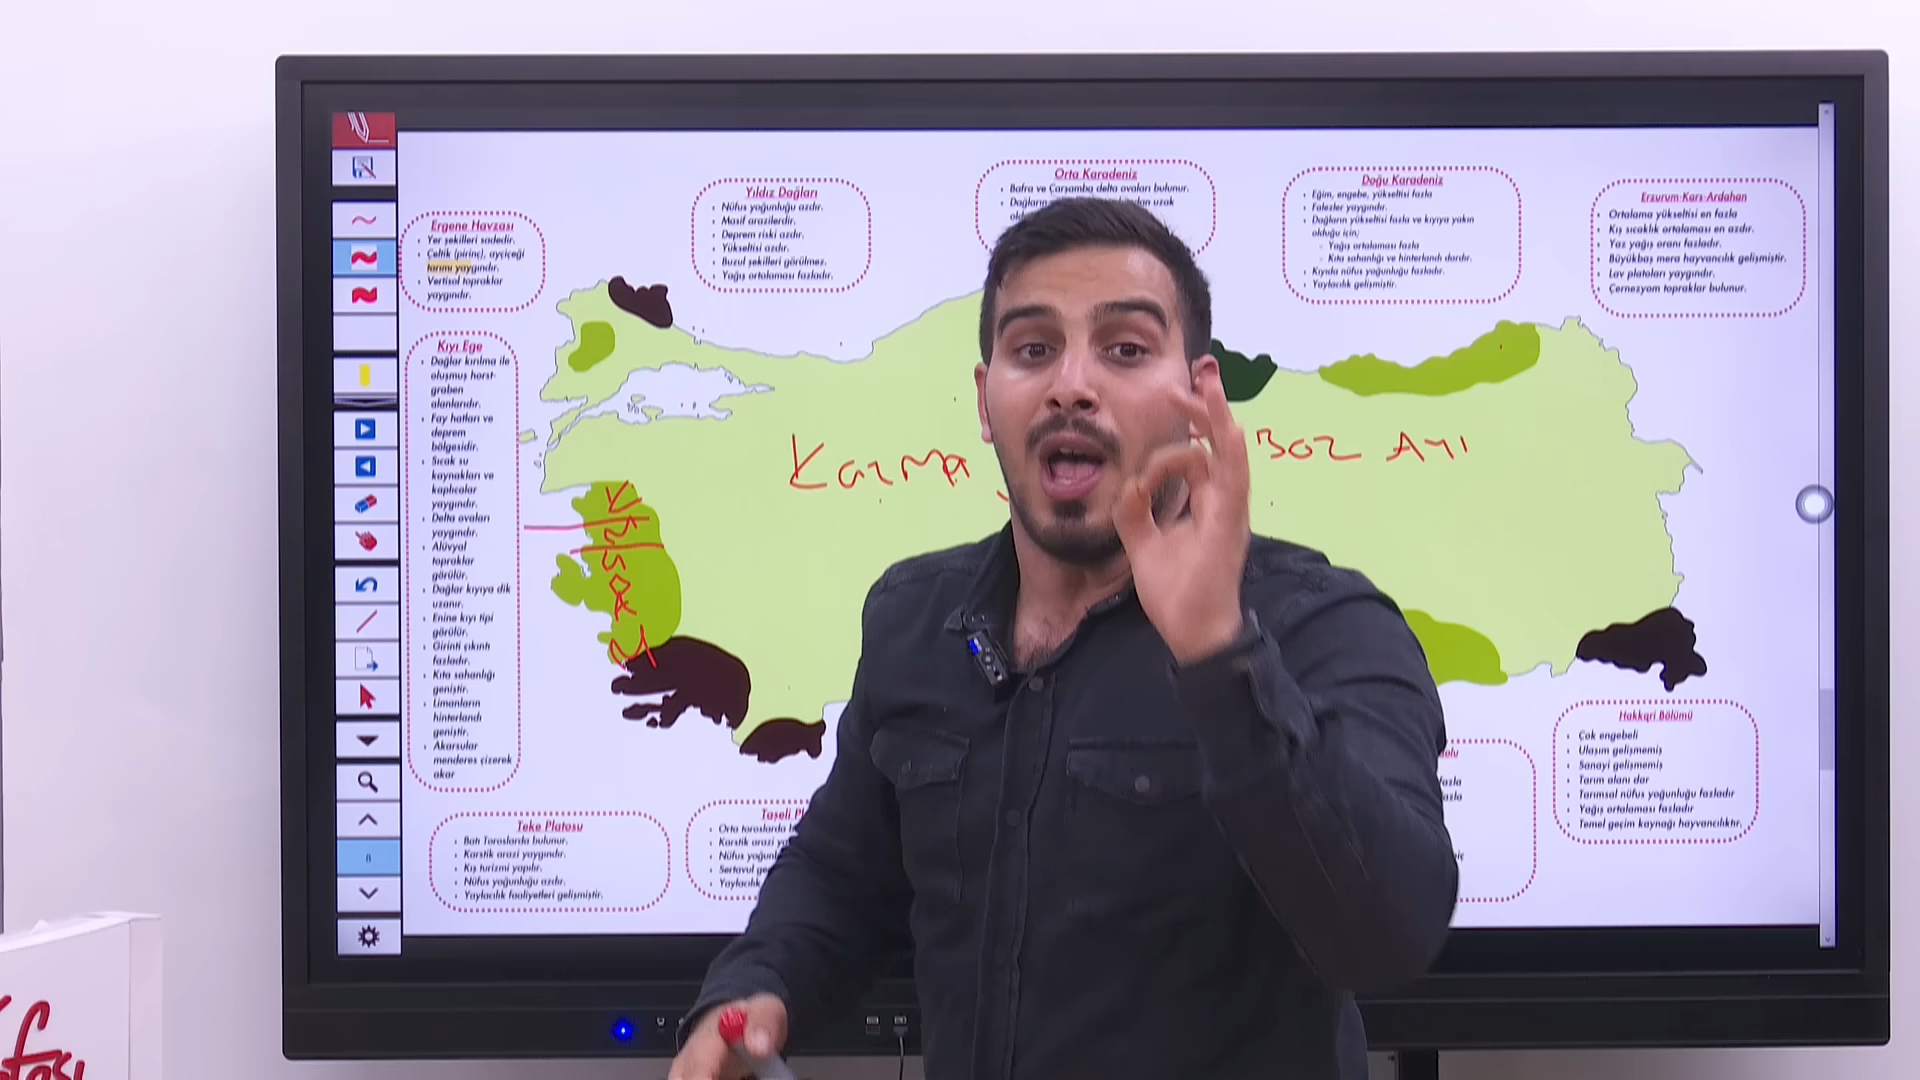 Ergene Havzası
• Yer şekilleri sadedir.
• Çeltik (pirinç), ayçiçeği
tarımı yaygındır.
• Vertisol topraklar
yaygındır.
Kıyı Ege
• Dağlar kırılma ile
oluşmuş horst-
graben
alanlarıdır.
• Fay hatları ve
deprem
bölgesidir.
• Sıcak su
kaynakları ve
kaplıcalar
yaygındır.
• Delta ovaları
yaygındır.
• Alüvyal
topraklar
görülür.
• Dağlar kıyıya dik
uzanır.
• Enine kıyı tipi
görülür.
• Girinti çıkıntı
fazladır.
• Kıta sahanlığı
geniştir.
• Limanların
hinterlandı
geniştir.
• Akarsular
menderes çizerek
akar
Yıldız Dağları
• Nüfus yoğunluğu azdır.
• Masif arazilerdir.
• Deprem riski azdır.
• Yükseltisi azdır.
• Buzul şekilleri görülmez.
• Yağış ortalaması fazladır.
Orta Karadeniz
• Bafra ve Çarşamba delta ovaları bulunur.
• Dağların uzak
Doğu Karadeniz
• Eğim, engebe, yükseltisi fazla
• Falezler yaygındır.
• Dağların yükseltisi fazla ve kıyıya yakın
olduğu için;
- Yağış ortalaması fazla
- Kıta sahanlığı ve hinterlandı dardır.
• Kıyıda nüfus yoğunluğu fazladır.
• Yaylacılık gelişmiştir.
Erzurum Kars Ardahan
• Ortalama yükseltisi en fazla
• Kış sıcaklık ortalaması en azdır.
• Yaz yağış oranı fazladır.
• Büyükbaş mera hayvancılık gelişmiştir.
• Lav platoları yaygındır.
• Çernezyom topraklar bulunur.
Kazma
BOZ AYI
Teke Platosu
• Batı Toroslarda bulunur.
• Karstik arazi yaygındır.
• Kış turizmi yapılır.
• Nüfus yoğunluğu azdır.
• Yaylacılık faaliyetleri gelişmiştir.
Taşeli Pl
• Orta toroslarda b
• Karstik arazi ya
• Nüfus yoğunl
• Sertavul ge
• Yaylacılık
olu
fazla
fazla
Hakkari Bölümü
• Çok engebeli
• Ulaşım gelişmemiş
• Sanayi gelişmemiş
• Tarım alanı dar
• Tarımsal nüfus yoğunluğu fazladır
• Yağış ortalaması fazladır
• Temel geçim kaynağı hayvancılıktır.
8